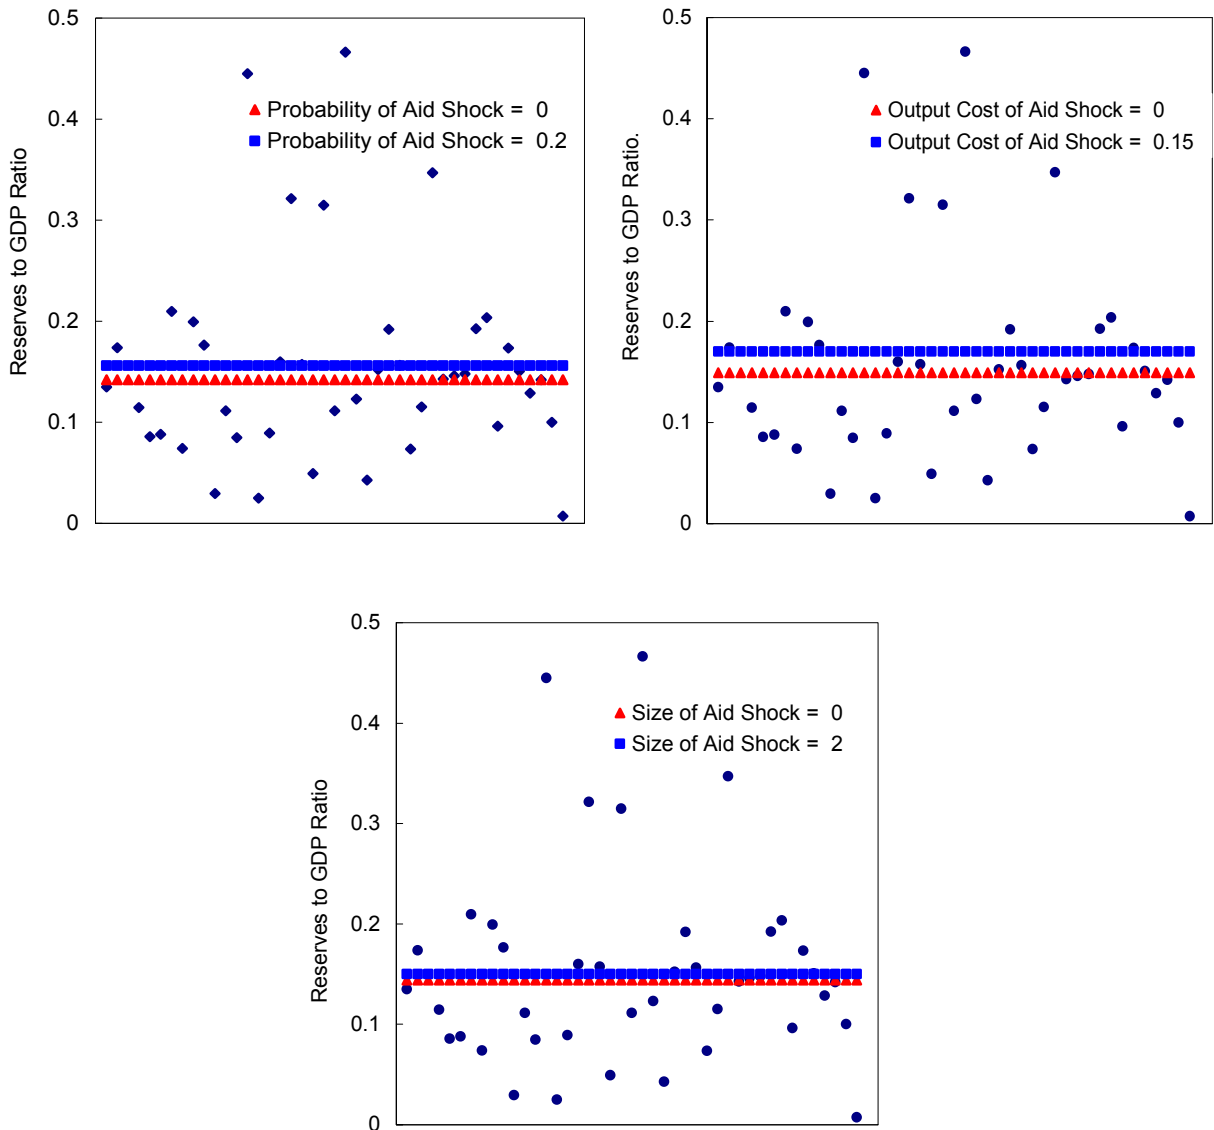 0.5
0.4
0.3
0.2
0.1
0
Reserves to GDP Ratio
Probability of Aid Shock = 0
Probability of Aid Shock = 0.2
0.5
0.4
0.3
0.2
0.1
0
Reserves to GDP Ratio.
Output Cost of Aid Shock = 0
Output Cost of Aid Shock = 0.15
0.5
0.4
0.3
0.2
0.1
0
Reserves to GDP Ratio
Size of Aid Shock = 0
Size of Aid Shock = 2